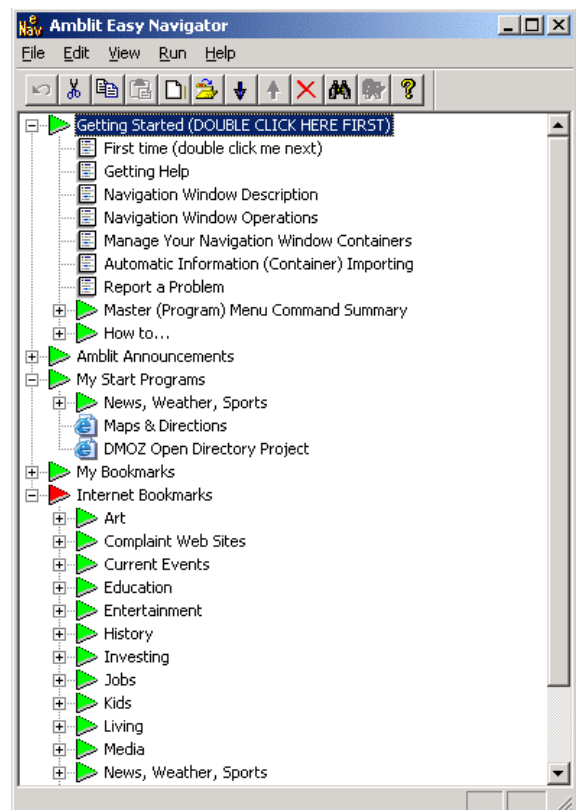 Nav Amblit Easy Navigator
File Edit View Run Help
Getting Started (DOUBLE CLICK HERE FIRST)
First time (double click me next)
Getting Help
Navigation Window Description
Navigation Window Operations
Manage Your Navigation Window Containers
Automatic Information (Container) Importing
Report a Problem
Master (Program) Menu Command Summary
How to...
Amblit Announcements
My Start Programs
News, Weather, Sports
Maps & Directions
DMOZ Open Directory Project
My Bookmarks
Internet Bookmarks
Art
Complaint Web Sites
Current Events
Education
Entertainment
History
Investing
Jobs
Kids
Living
Media
News, Weather, Sports